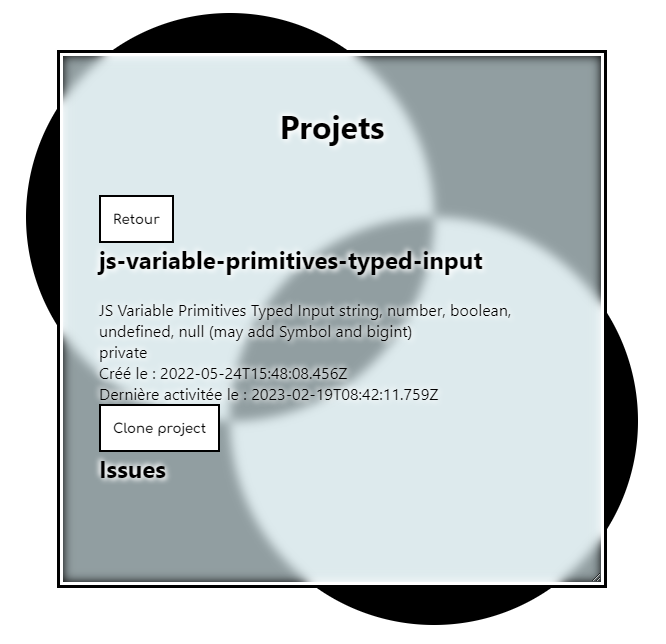 Projets
Retour
js-variable-primitives-typed-input
JS Variable Primitives Typed Input string, number, boolean,
undefined, null (may add Symbol and bigint)
private
Créé le : 2022-05-24T15:48:08.456Z
Dernière activitée le : 2023-02-19T08:42:11.759Z
Clone project
Issues